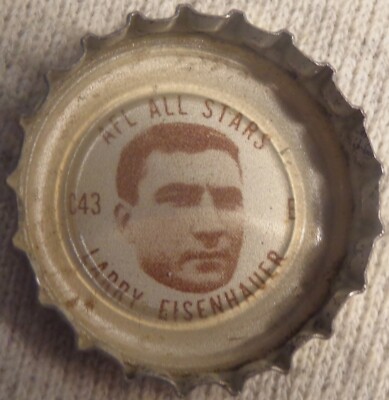 AFL ALL STARS
C43
LARRY EISENHAUER